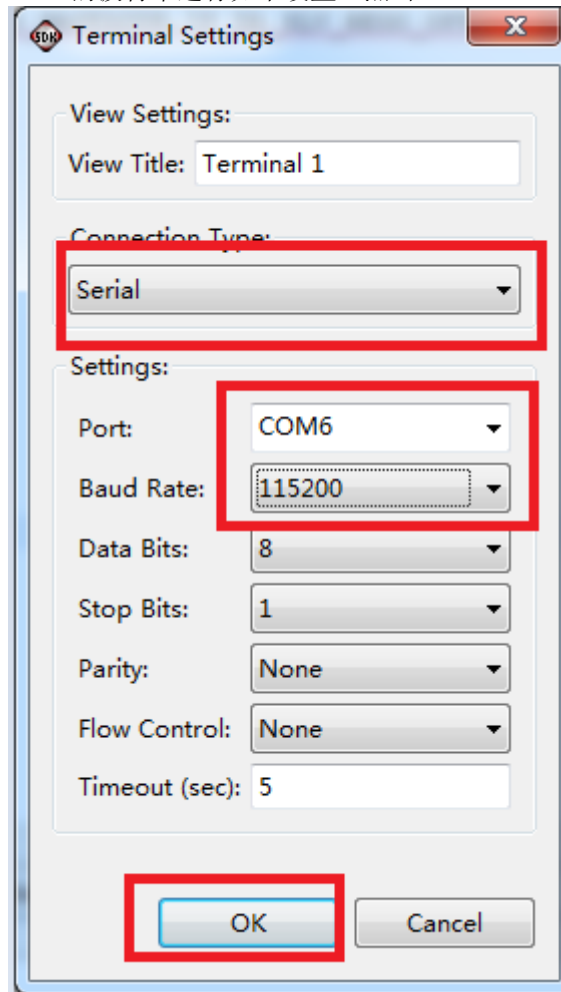 SDK Terminal Settings
View Settings:
View Title: Terminal 1
Connection Type:
Serial
Settings:
Port: COM6
Baud Rate: 115200
Data Bits: 8
Stop Bits: 1
Parity: None
Flow Control: None
Timeout (sec): 5
OK Cancel